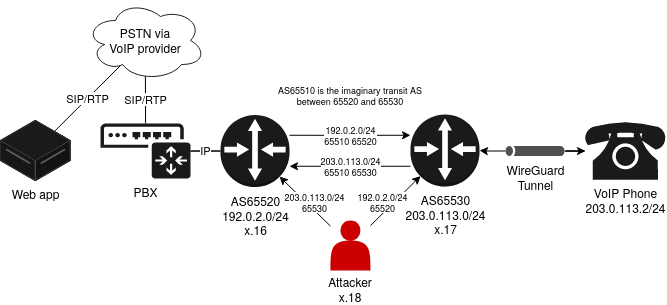 PSTN via
VoIP provider
SIP/RTP
SIP/RTP
AS65510 is the imaginary transit AS
between 65520 and 65530
192.0.2.0/24
65510 65520
203.0.113.0/24
65510 65530
IP
Web app
PBX
AS65520
192.0.2.0/24
x.16
203.0.113.0/24
65530
192.0.2.0/24
65520
AS65530
203.0.113.0/24
x.17
WireGuard
Tunnel
VoIP Phone
203.0.113.2/24
Attacker
x.18